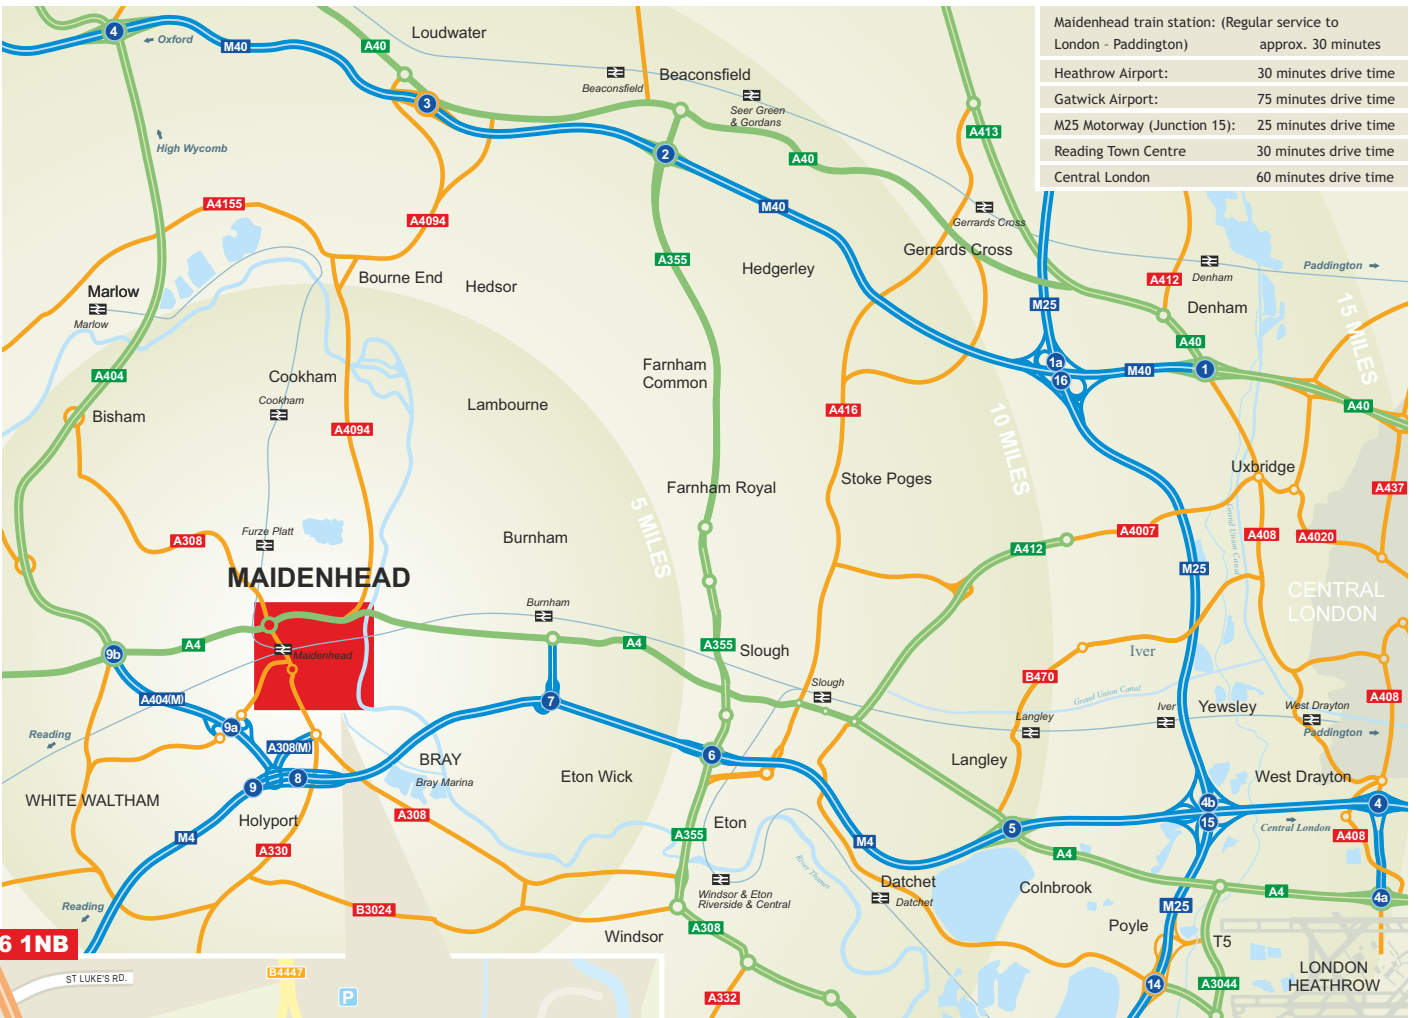 Maidenhead train station: (Regular service to
London - Paddington) approx. 30 minutes
Heathrow Airport: 30 minutes drive time
Gatwick Airport: 75 minutes drive time
M25 Motorway (Junction 15): 25 minutes drive time
Reading Town Centre 30 minutes drive time
Central London 60 minutes drive time
4
Oxford
M40
A40
Loudwater
Beaconsfield
Beaconsfield
Seer Green
& Gordans
3
2
A40
A413
High Wycomb
A4155
A4094
M40
Gerrards Cross
Gerrards Cross
A355
Hedgerley
Bourne End
Hedsor
Marlow
Marlow
A412
Denham
Denham
Paddington
M25
15 MILES
A40
1a
16
M40
1
A40
A404
Cookham
Cookham
Farnham
Common
Lambourne
Bisham
A4094
A416
10 MILES
Uxbridge
Stoke Poges
Farnham Royal
A437
5 MILES
Grand Union Canal
A308
Furze Platt
Burnham
A412
A4007
A408
A4020
M25
MAIDENHEAD
CENTRAL
LONDON
Burnham
9b
A4
Maidenhead
A4
A355
Slough
Iver
Slough
B470
A404(M)
7
Grand Union Canal
A408
Langley
Iver
Yewsley
West Drayton
Paddington
Reading
9a
A308(M)
6
BRAY
Bray Marina
Eton Wick
Langley
West Drayton
9
8
WHITE WALTHAM
Holyport
A308
4b
15
4
Central London
A408
M4
A330
A355
Eton
M4
5
A4
River Thames
Datchet
Datchet
Windsor & Eton
Riverside & Central
Colnbrook
A4
4a
Reading
B3024
M25
A308
Poyle
Windsor
T5
6 1NB
LONDON
HEATHROW
ST LUKE'S RD.
B4447
P
A332
14
A3044